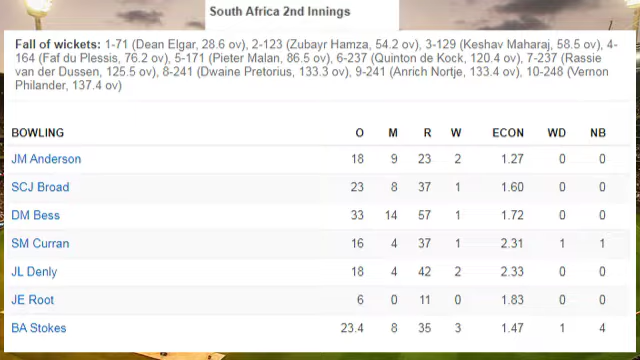 South Africa 2nd Innings
Fall of wickets: 1-71 (Dean Elgar, 28.6 ov), 2-123 (Zubayr Hamza, 54.2 ov), 3-129 (Keshav Maharaj, 58.5 ov), 4-
164 (Faf du Plessis, 76.2 ov), 5-171 (Pieter Malan, 86.5 ov), 6-237 (Quinton de Kock, 120.4 ov), 7-237 (Rassie
van der Dussen, 125.5 ov), 8-241 (Dwaine Pretorius, 133.3 ov), 9-241 (Anrich Nortje, 133.4 ov), 10-248 (Vernon
Philander, 137.4 ov)
BOWLING O M R W ECON WD NB
JM Anderson 18 9 23 2 1.27 0 0
SCJ Broad 23 8 37 1 1.60 0 0
DM Bess 33 14 57 1 1.72 0 0
SM Curran 16 4 37 1 2.31 1 1
JL Denly 18 4 42 2 2.33 0 0
JE Root 6 0 11 0 1.83 0 0
BA Stokes 23.4 8 35 3 1.47 1 4